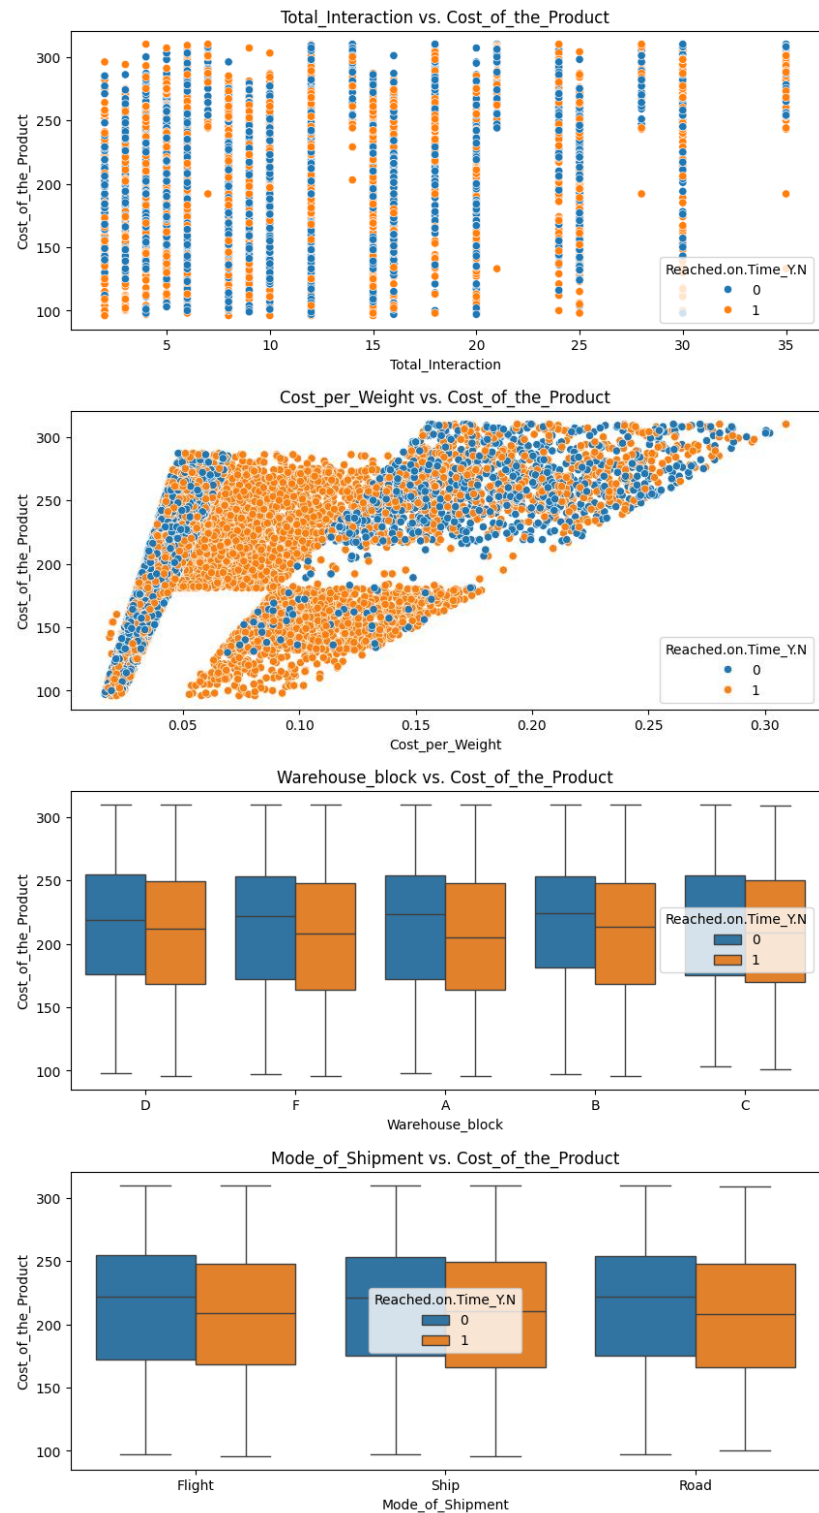 Total_Interaction vs. Cost_of_the_Product
Cost_of_the_Product
300
250
200
150
100
Reached.on.Time_Y.N
0
1
5 10 15 20 25 30 35
Total_Interaction
Cost_per_Weight vs. Cost_of_the_Product
Cost_of_the_Product
300
250
200
150
100
Reached.on.Time_Y.N
0
1
0.05 0.10 0.15 0.20 0.25 0.30
Cost_per_Weight
Warehouse_block vs. Cost_of_the_Product
Cost_of_the_Product
300
250
200
150
100
Reached.on.Time_Y.N
0
1
D F A B C
Warehouse_block
Mode_of_Shipment vs. Cost_of_the_Product
Cost_of_the_Product
300
250
200
150
100
Reached.on.Time_Y.N
0
1
Flight Ship Road
Mode_of_Shipment